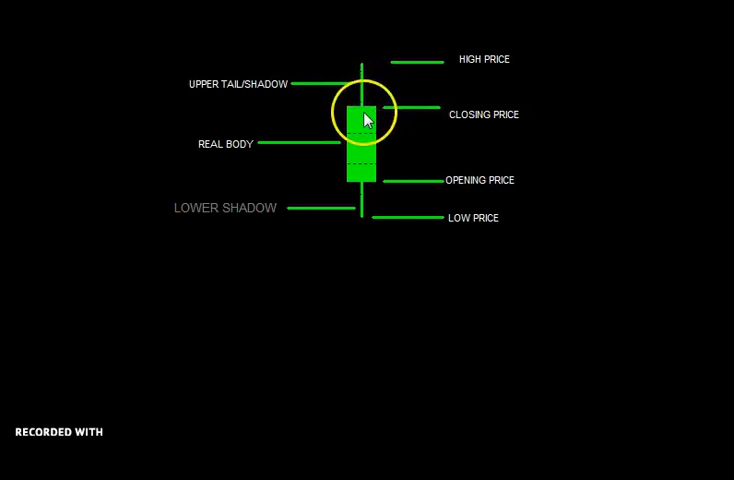 HIGH PRICE
UPPER TAIL/SHADOW
CLOSING PRICE
REAL BODY
OPENING PRICE
LOWER SHADOW
LOW PRICE
RECORDED WITH